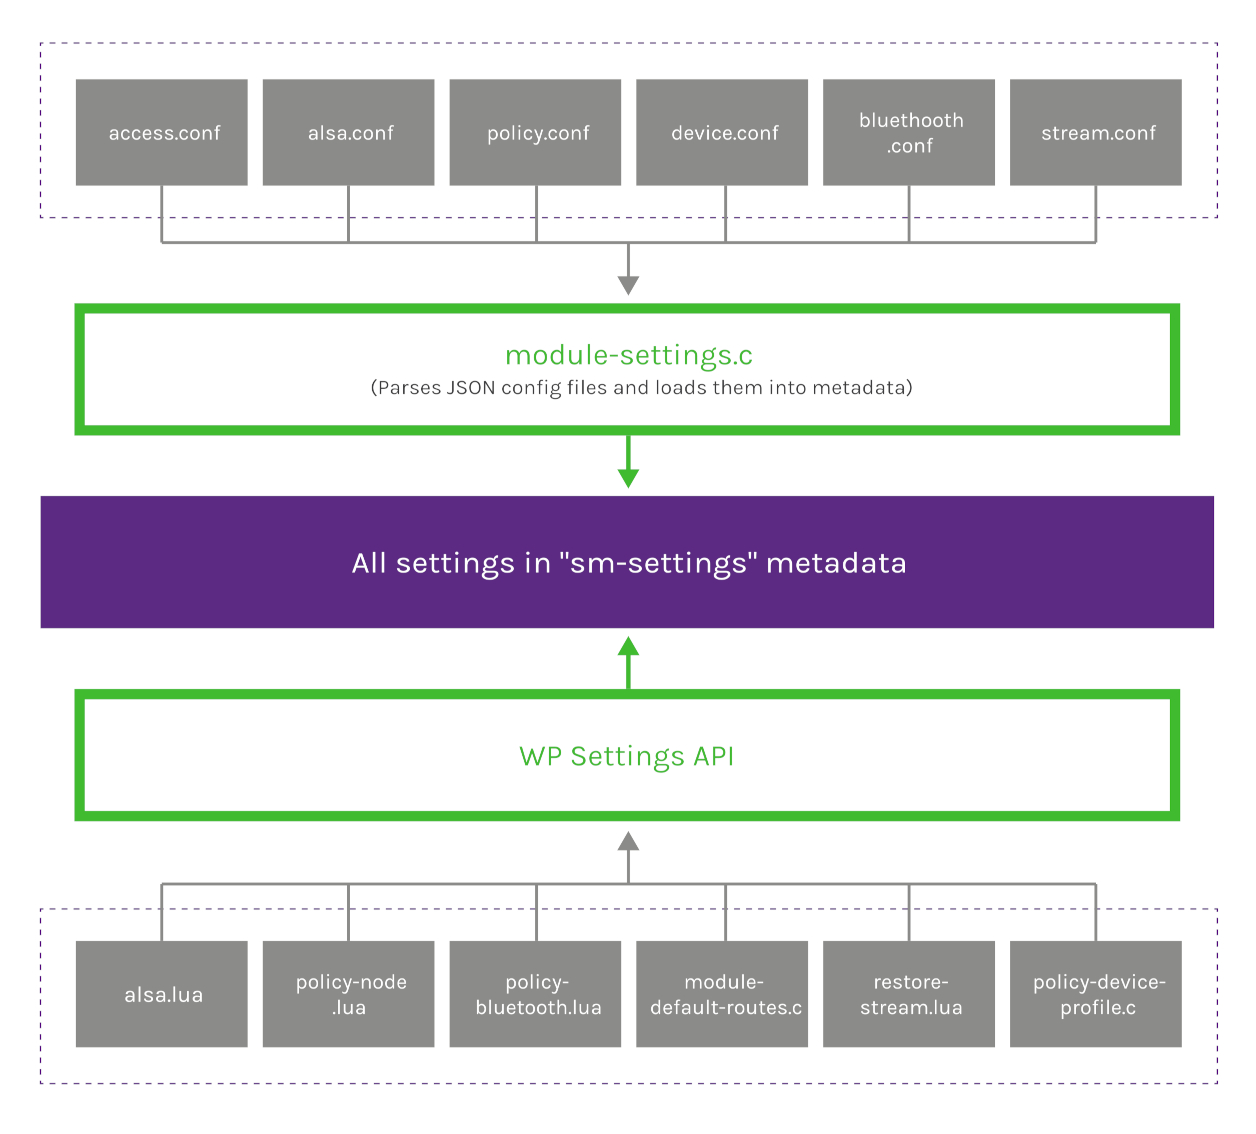 access.conf
alsa.conf
policy.conf
device.conf
bluethooth
.conf
stream.conf
module-settings.c
(Parses JSON config files and loads them into metadata)
All settings in "sm-settings" metadata
WP Settings API
alsa.lua
policy-node
.lua
policy-
bluetooth.lua
module-
default-routes.c
restore-
stream.lua
policy-device-
profile.c